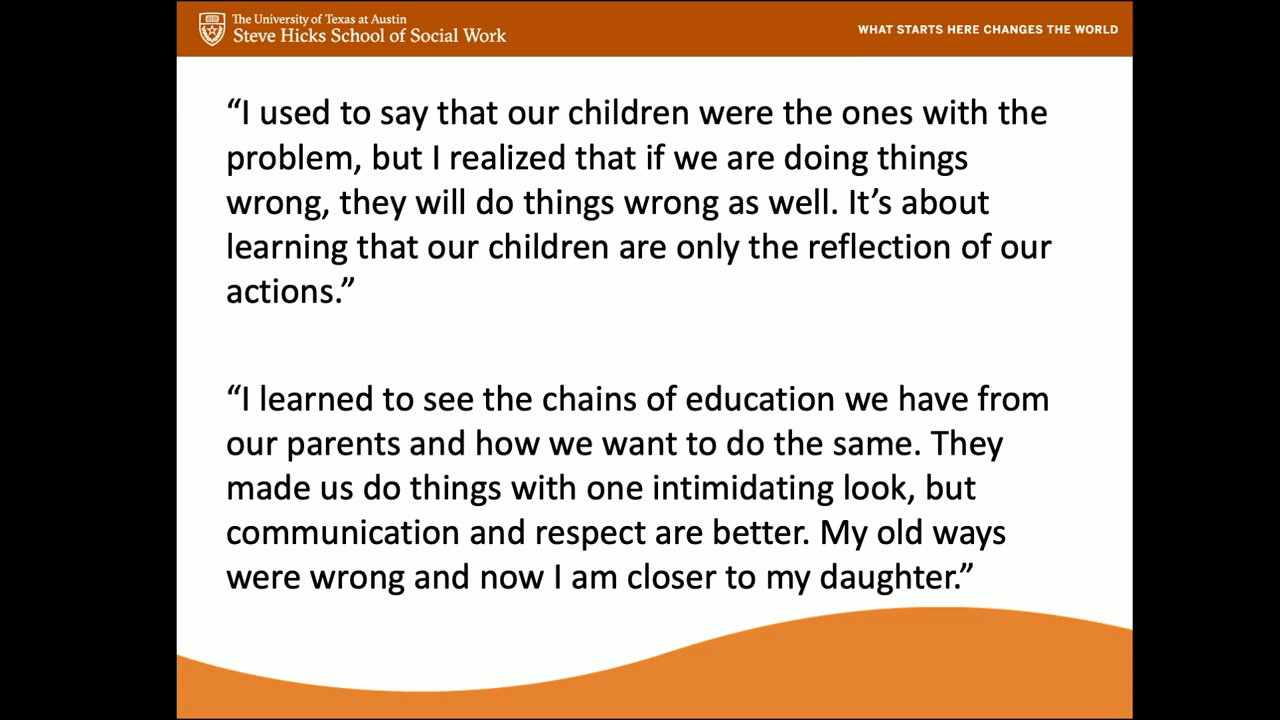 The University of Texas at Austin
Steve Hicks School of Social Work
WHAT STARTS HERE CHANGES THE WORLD
“I used to say that our children were the ones with the
problem, but I realized that if we are doing things
wrong, they will do things wrong as well. It’s about
learning that our children are only the reflection of our
actions.”
“I learned to see the chains of education we have from
our parents and how we want to do the same. They
made us do things with one intimidating look, but
communication and respect are better. My old ways
were wrong and now I am closer to my daughter.”